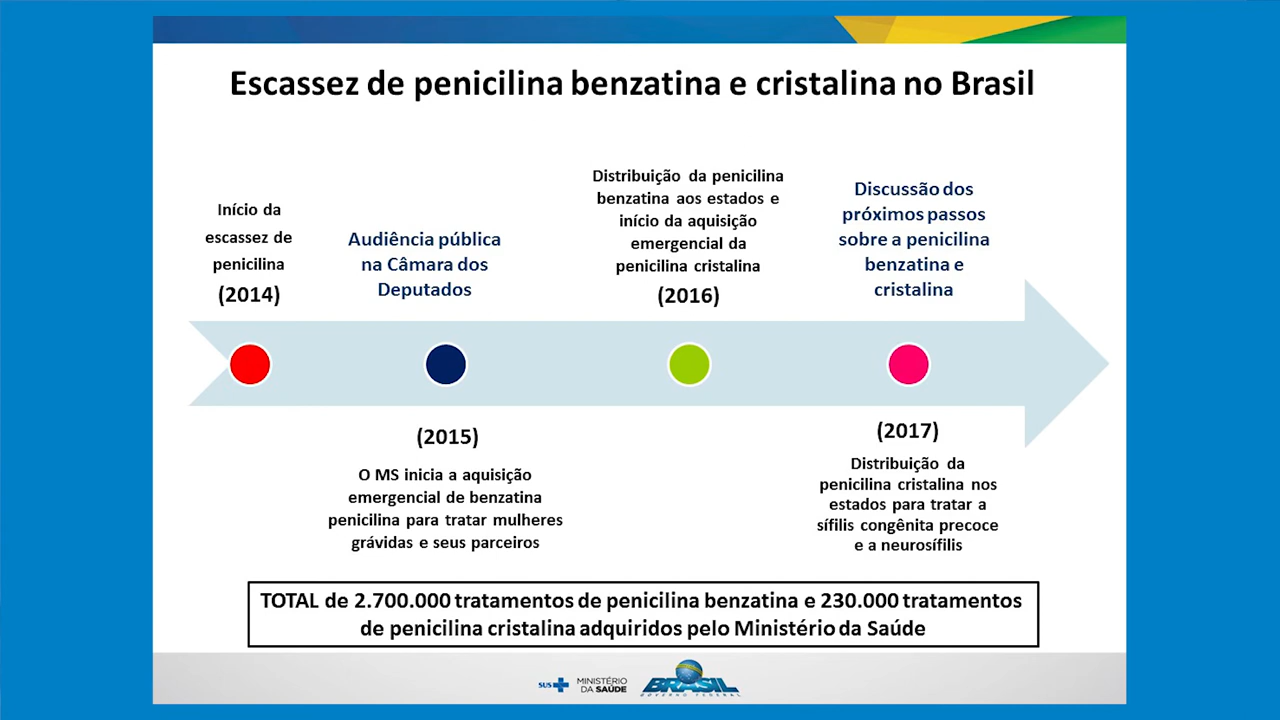 Escassez de penicilina benzatina e cristalina no Brasil
Início da
escassez de
penicilina
(2014)
Audiência pública
na Câmara dos
Deputados
(2015)
O MS inicia a aquisição
emergencial de benzatina
penicilina para tratar mulheres
grávidas e seus parceiros
Distribuição da penicilina
benzatina aos estados e
início da aquisição
emergencial da
penicilina cristalina
(2016)
Discussão dos
próximos passos
sobre a penicilina
benzatina e
cristalina
(2017)
Distribuição da
penicilina cristalina nos
estados para tratar a
sífilis congênita precoce
e a neurosífilis
TOTAL de 2.700.000 tratamentos de penicilina benzatina e 230.000 tratamentos
de penicilina cristalina adquiridos pelo Ministério da Saúde
SUS
MINISTÉRIO
DA SAÚDE
BRASIL
GOVERNO FEDERAL